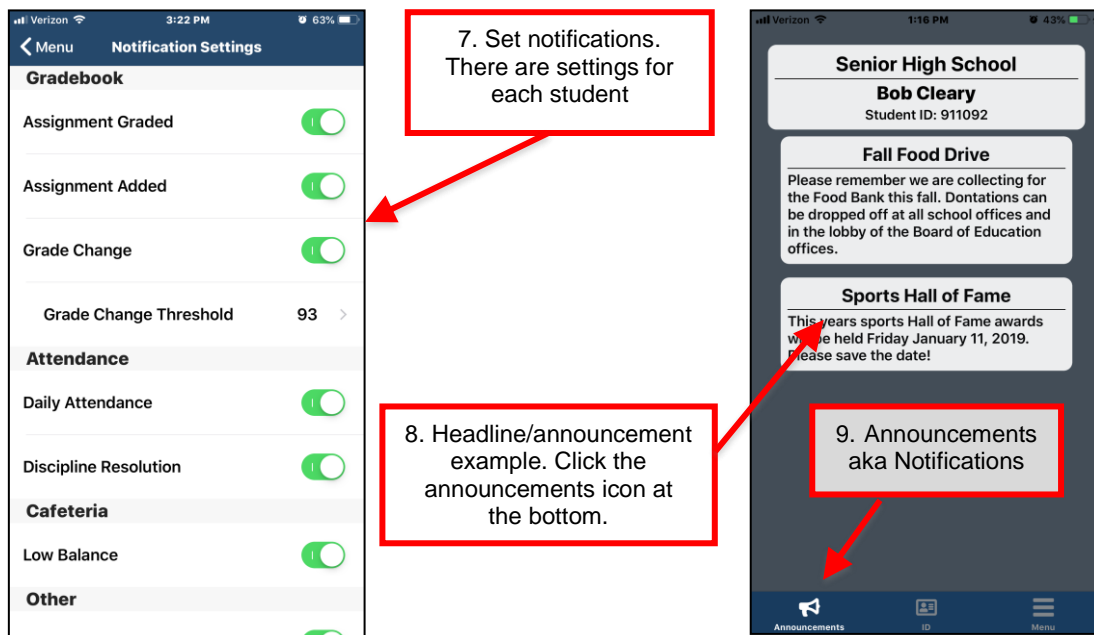 Verizon 3:22 PM 63%
Menu Notification Settings
Gradebook
Assignment Graded
Assignment Added
Grade Change
Grade Change Threshold 93
Attendance
Daily Attendance
Discipline Resolution
Cafeteria
Low Balance
Other
7. Set notifications.
There are settings for
each student
8. Headline/announcement
example. Click the
announcements icon at
the bottom.
Verizon 1:16 PM 43%
Senior High School
Bob Cleary
Student ID: 911092
Fall Food Drive
Please remember we are collecting for
the Food Bank this fall. Dontations can
be dropped off at all school offices and
in the lobby of the Board of Education
offices.
Sports Hall of Fame
This years sports Hall of Fame awards
be held Friday January 11, 2019.
Please save the date!
9. Announcements
aka Notifications
Announcements ID Menu